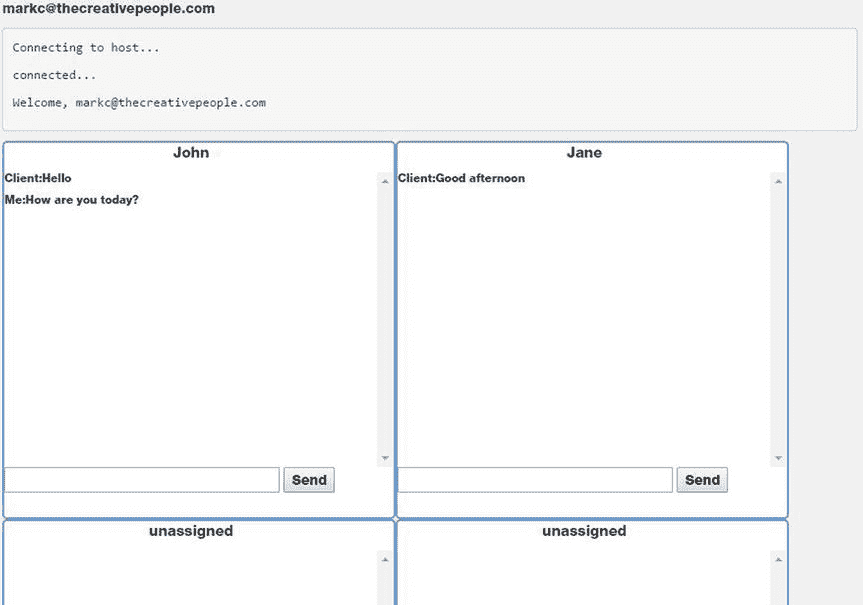 markc@thecreativepeople.com
Connecting to host...
connected...
Welcome, markc@thecreativepeople.com
John
Client:Hello
Me:How are you today?
Send
Jane
Client:Good afternoon
Send
unassigned
unassigned